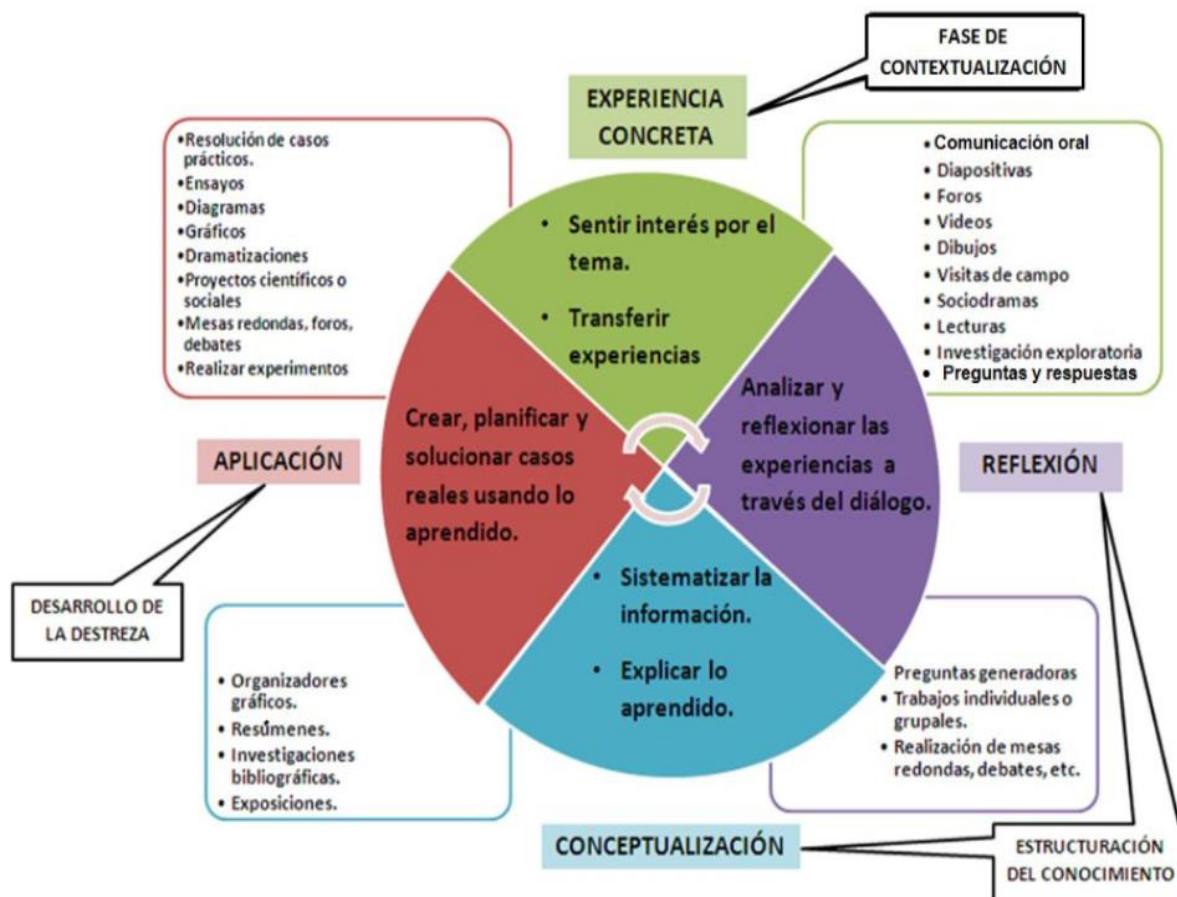 FASE DE
CONTEXTUALIZACIÓN
EXPERIENCIA
CONCRETA
•Resolución de casos
prácticos.
•Ensayos
•Diagramas
•Gráficos
•Dramatizaciones
•Proyectos científicos o
sociales
•Mesas redondas, foros,
debates
•Realizar experimentos
• Comunicación oral
• Diapositivas
• Foros
• Videos
• Dibujos
• Visitas de campo
• Sociodramas
• Lecturas
• Investigación exploratoria
• Preguntas y respuestas
• Sentir interés por el
tema.
• Transferir
experiencias
Crear, planificar y
solucionar casos
reales usando lo
aprendido.
Analizar y
reflexionar las
experiencias a
través del diálogo.
APLICACIÓN
REFLEXIÓN
• Sistematizar la
información.
• Explicar lo
aprendido.
DESARROLLO DE
LA DESTREZA
• Organizadores
gráficos.
• Resúmenes.
• Investigaciones
bibliográficas.
• Exposiciones.
Preguntas generadoras
• Trabajos individuales o
grupales.
• Realización de mesas
redondas, debates, etc.
CONCEPTUALIZACIÓN
ESTRUCTURACIÓN
DEL CONOCIMIENTO